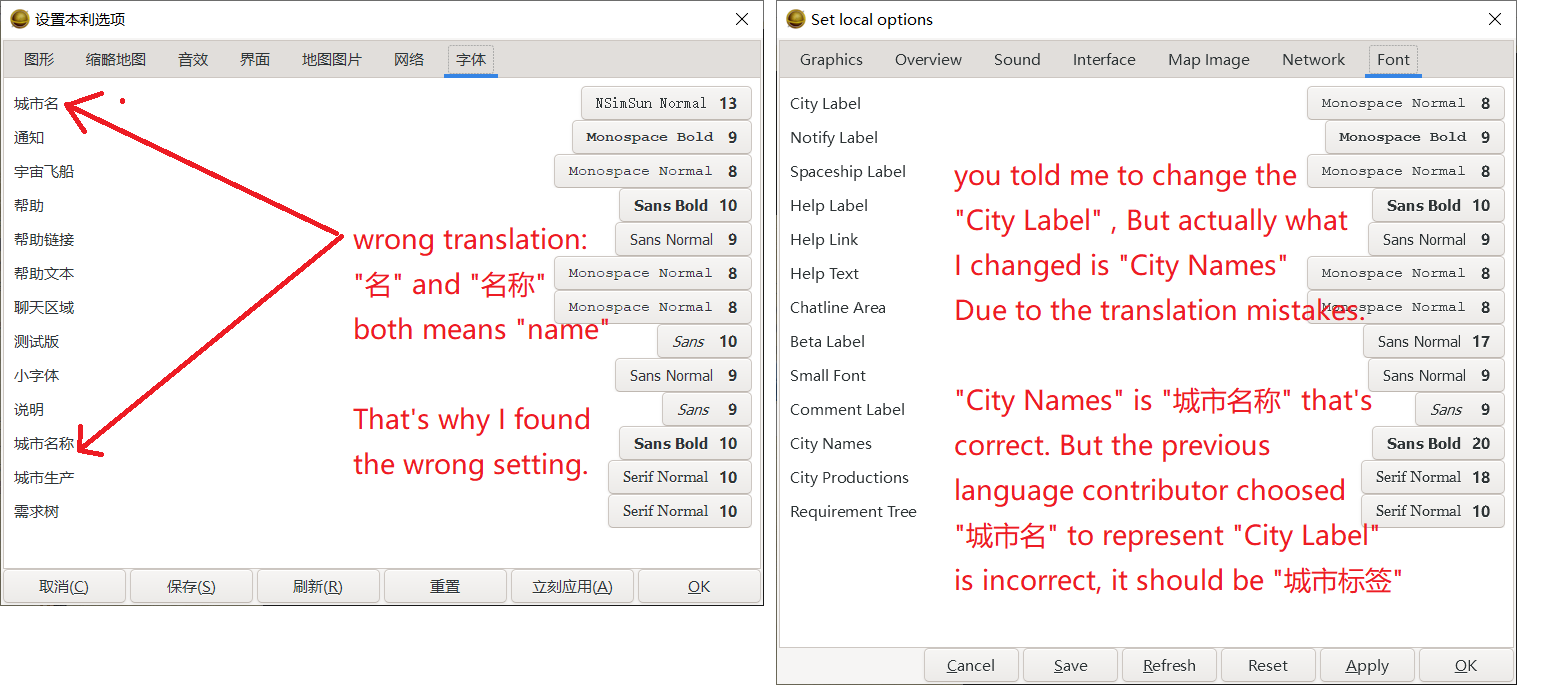 设置本利选项
图形 缩略地图 音效 界面 地图图片 网络 字体
城市名 NSimSun Normal 13
通知 Monospace Bold 9
宇宙飞船 Monospace Normal 8
帮助 Sans Bold 10
帮助链接 Sans Normal 9
帮助文本 Monospace Normal 8
聊天区域 Monospace Normal 8
测试版 Sans 10
小字体 Sans Normal 9
说明 Sans 9
城市名称 Sans Bold 10
城市生产 Serif Normal 10
需求树 Serif Normal 10
wrong translation:
"名" and "名称"
both means "name"
That's why I found
the wrong setting.
取消(C) 保存(S) 刷新(R) 重置 立刻应用(A) OK
Set local options
Graphics Overview Sound Interface Map Image Network Font
City Label Monospace Normal 8
Notify Label Monospace Bold 9
Spaceship Label Monospace Normal 8
Help Label Sans Bold 10
Help Link Sans Normal 9
Help Text Monospace Normal 8
Chatline Area Monospace Normal 8
Beta Label Sans Normal 17
Small Font Sans Normal 9
Comment Label Sans 9
City Names Sans Bold 20
City Productions Serif Normal 18
Requirement Tree Serif Normal 10
you told me to change the
"City Label" , But actually what
I changed is "City Names"
Due to the translation mistakes.
"City Names" is "城市名称" that's
correct. But the previous
language contributor choosed
"城市名" to represent "City Label"
is incorrect, it should be "城市标签"
Cancel Save Refresh Reset Apply OK